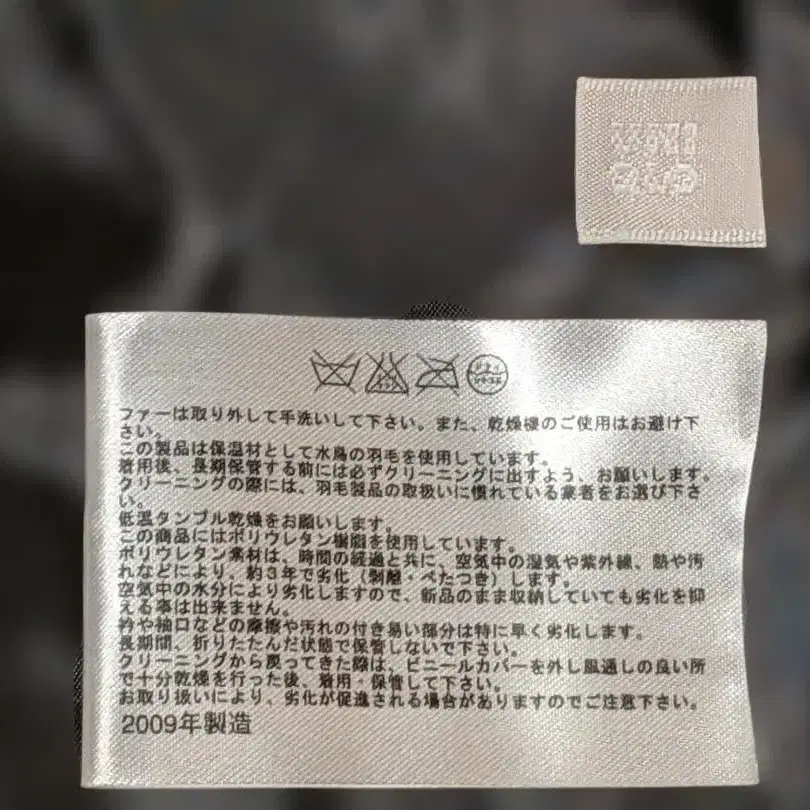 ファーは取り外して手洗いして下さい。また、乾燥機のご使用はお避け下
さい。
この製品は保温材として水鳥の羽毛を使用しています。
着用後、長期保管する前には必ずクリーニングに出すよう、お願いします。
クリーニングの際には、羽毛製品の取扱いに慣れている業者をお選び下さ
い。
低温タンブル乾燥をお願いします。
この商品にはポリウレタン樹脂を使用しています。
ポリウレタン素材は、時間の経過と共に、空気中の湿気や紫外線、熱や汚
れなどにより、約3年で劣化（剥離・べたつき）します。
空気中の水分により劣化しますので、新品のまま収納していても劣化を抑
える事は出来ません。
衿や袖口などの摩擦や汚れの付き易い部分は特に早く劣化します。
長期間、折りたたんだ状態で保管しないで下さい。
クリーニングから戻ってきた際は、ビニールカバーを外し風通しの良い所
で十分乾燥を行った後、着用・保管して下さい。
お取り扱いにより、劣化が促進される場合がありますのでご注意下さい。
2009年製造